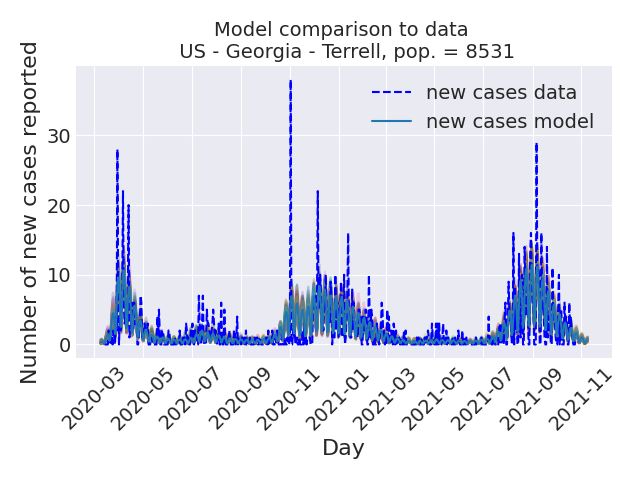 Model comparison to data
US - Georgia - Terrell, pop. = 8531
Number of new cases reported
new cases data
new cases model
30
20
10
0
2020-03
2020-05
2020-07
2020-09
2020-11
2021-01
2021-03
2021-05
2021-07
2021-09
2021-11
Day